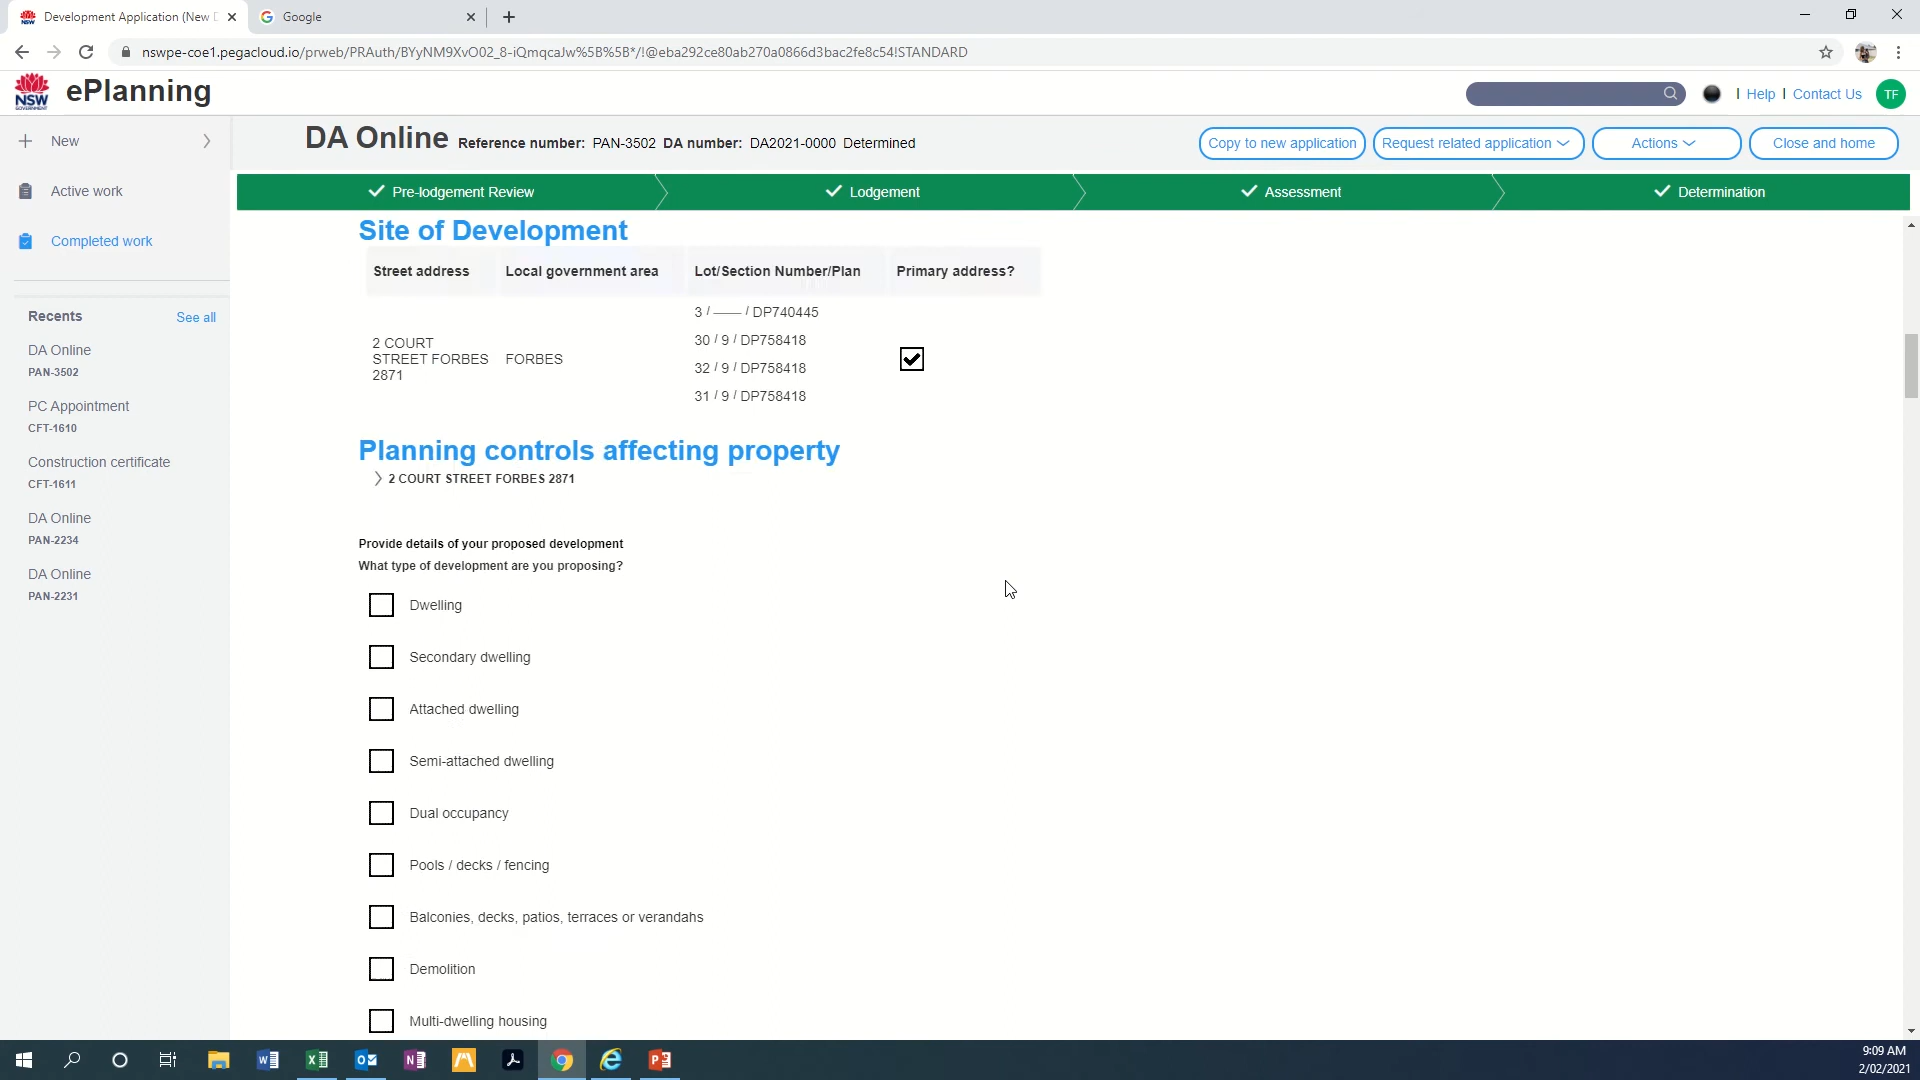 Development Application (New D
Google
nswpe-coe1.pegacloud.io/prweb/PRAuth/BYyNM9XvO02_8-iQmqcaJw%5B%5B*/!@eba292ce80ab270a0866d3bac2fe8c54!STANDARD
NSW
GOVERNMENT
ePlanning
Help
Contact Us
TF
New
Active work
Completed work
Recents
See all
DA Online
PAN-3502
PC Appointment
CFT-1610
Construction certificate
CFT-1611
DA Online
PAN-2234
DA Online
PAN-2231
DA Online Reference number: PAN-3502 DA number: DA2021-0000 Determined
Copy to new application
Request related application
Actions
Close and home
Pre-lodgement Review
Lodgement
Assessment
Determination
Site of Development
Street address
Local government area
Lot/Section Number/Plan
Primary address?
2 COURT
STREET FORBES
2871
FORBES
3 / —— / DP740445
30 / 9 / DP758418
32 / 9 / DP758418
31 / 9 / DP758418
Planning controls affecting property
2 COURT STREET FORBES 2871
Provide details of your proposed development
What type of development are you proposing?
Dwelling
Secondary dwelling
Attached dwelling
Semi-attached dwelling
Dual occupancy
Pools / decks / fencing
Balconies, decks, patios, terraces or verandahs
Demolition
Multi-dwelling housing
9:09 AM
2/02/2021